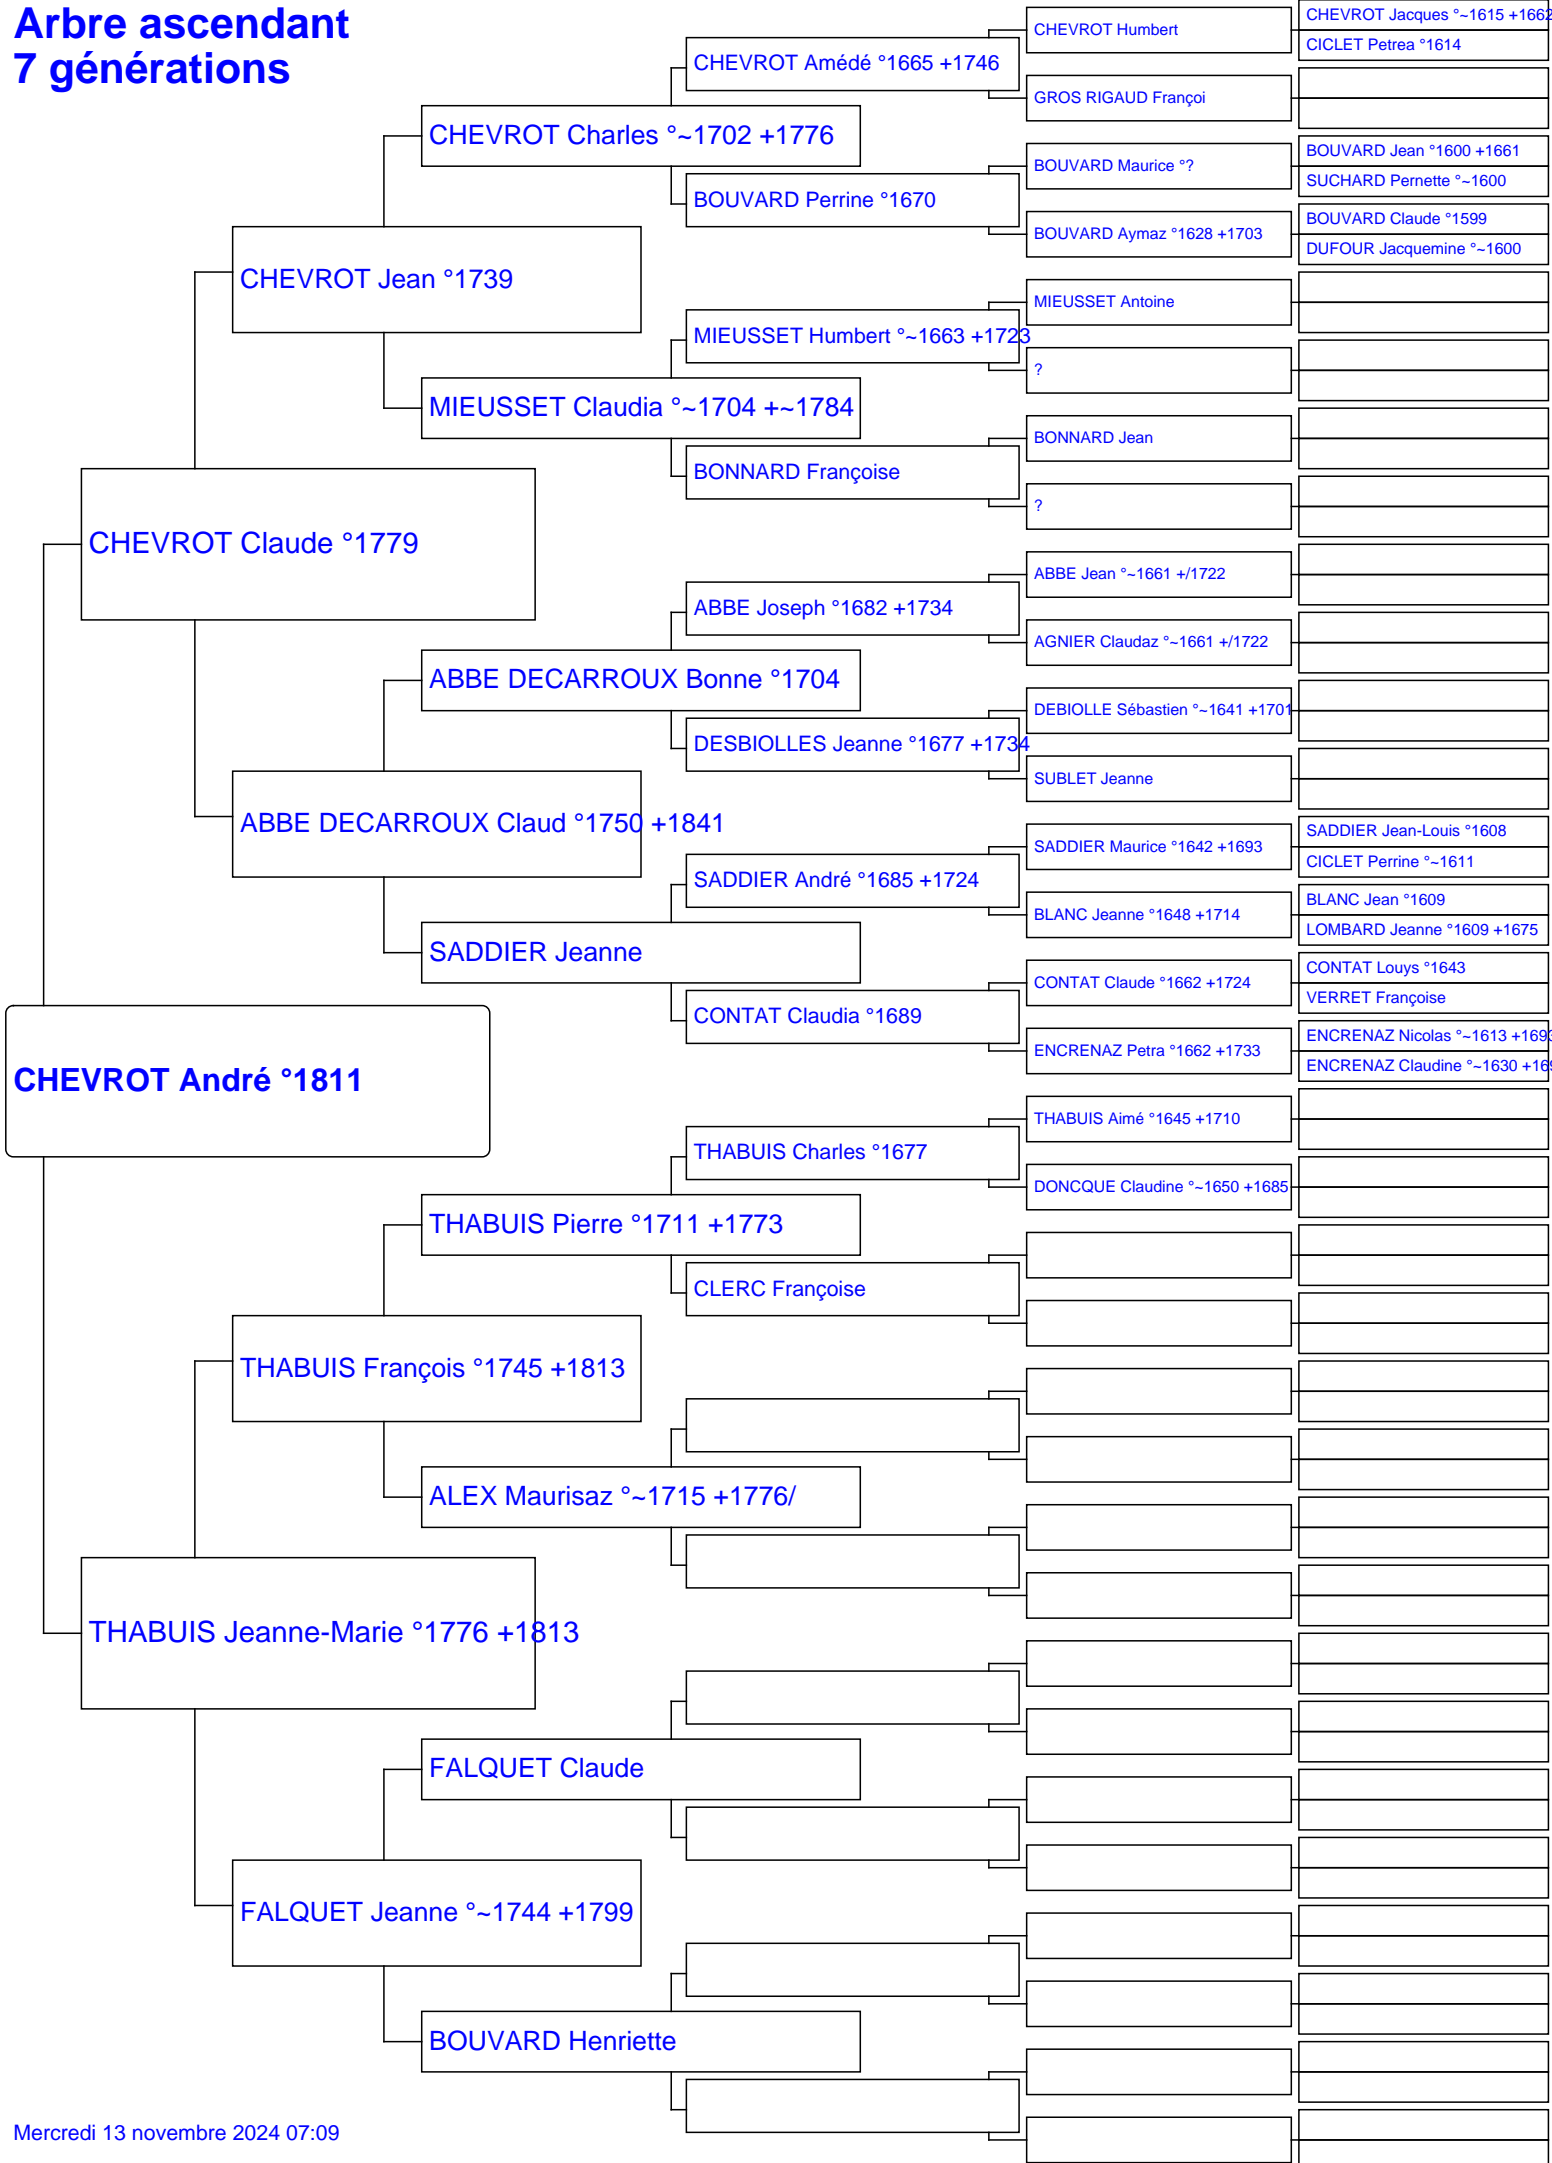 Arbre ascendant
7 générations
CHEVROT André °1811
CHEVROT Claude °1779
THABUIS Jeanne-Marie °1776 +1813
CHEVROT Jean °1739
ABBE DECARROUX Claud °1750 +1841
THABUIS François °1745 +1813
FALQUET Jeanne °~1744 +1799
CHEVROT Charles °~1702 +1776
MIEUSSET Claudia °~1704 +~1784
ABBE DECARROUX Bonne °1704
SADDIER Jeanne
THABUIS Pierre °1711 +1773
ALEX Maurisaz °~1715 +1776/
FALQUET Claude
BOUVARD Henriette
CHEVROT Amédé °1665 +1746
BOUVARD Perrine °1670
MIEUSSET Humbert °~1663 +1723
BONNARD Françoise
ABBE Joseph °1682 +1734
DESBIOLLES Jeanne °1677 +1734
SADDIER André °1685 +1724
CONTAT Claudia °1689
THABUIS Charles °1677
CLERC Françoise
CHEVROT Humbert
GROS RIGAUD Françoi
BOUVARD Maurice °?
BOUVARD Aymaz °1628 +1703
MIEUSSET Antoine
?
BONNARD Jean
?
ABBE Jean °~1661 +/1722
AGNIER Claudaz °~1661 +/1722
DEBIOLLE Sébastien °~1641 +1701
SUBLET Jeanne
SADDIER Maurice °1642 +1693
BLANC Jeanne °1648 +1714
CONTAT Claude °1662 +1724
ENCRENAZ Petra °1662 +1733
THABUIS Aimé °1645 +1710
DONCQUE Claudine °~1650 +1685
CHEVROT Jacques °~1615 +1662
CICLET Petrea °1614
BOUVARD Jean °1600 +1661
SUCHARD Pernette °~1600
BOUVARD Claude °1599
DUFOUR Jacquemine °~1600
SADDIER Jean-Louis °1608
CICLET Perrine °~1611
BLANC Jean °1609
LOMBARD Jeanne °1609 +1675
CONTAT Louys °1643
VERRET Françoise
ENCRENAZ Nicolas °~1613 +1693
ENCRENAZ Claudine °~1630
Mercredi 13 novembre 2024 07:09